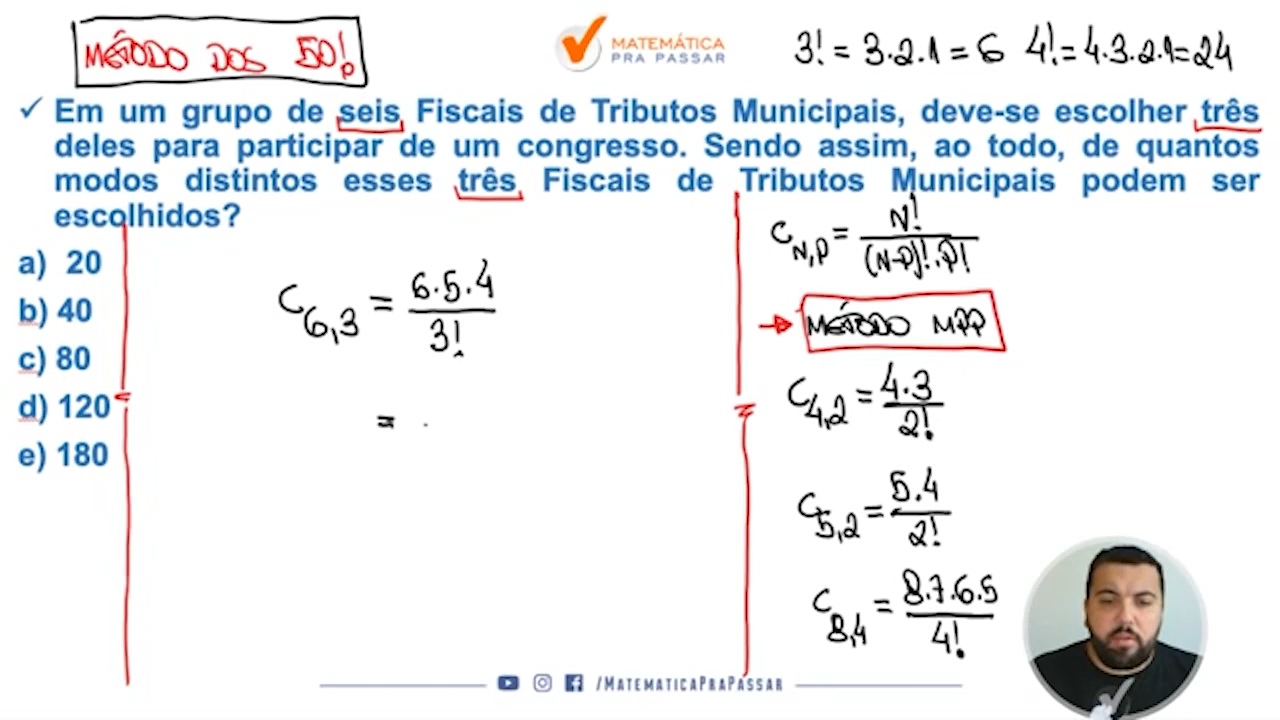 MÉTODO DOS 50!
MATEMÁTICA
PRA PASSAR
3! = 3.2.1 = 6 4! = 4.3.2.1 = 24
✓ Em um grupo de seis Fiscais de Tributos Municipais, deve-se escolher três
deles para participar de um congresso. Sendo assim, ao todo, de quantos
modos distintos esses três Fiscais de Tributos Municipais podem ser
escolhidos?
a) 20
b) 40
c) 80
d) 120
e) 180
C6,3 = 6.5.4
3!
=
CN,P = N!
(N-P)!.P!
→ MÉTODO MPP
C4,2 = 4.3
2!
C5,2 = 5.4
2!
C8,4 = 8.7.6.5
4!
/MATEMATICAPRAPASSAR